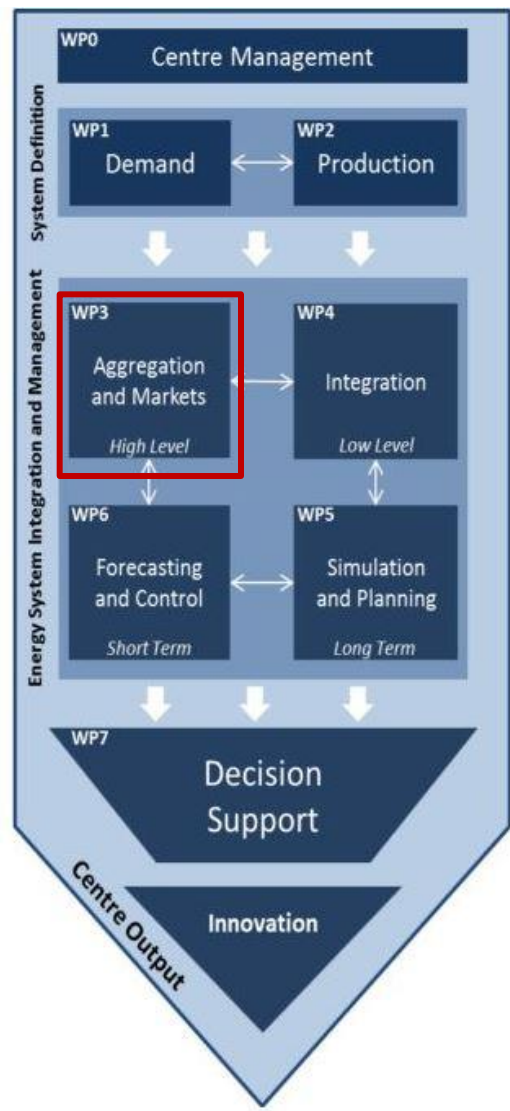 WP0
Centre Management
System Definition
WP1
Demand
WP2
Production
Energy System Integration and Management
WP3
Aggregation
and Markets
High Level
WP4
Integration
Low Level
WP6
Forecasting
and Control
Short Term
WP5
Simulation
and Planning
Long Term
WP7
Decision
Support
Centre Output
Innovation